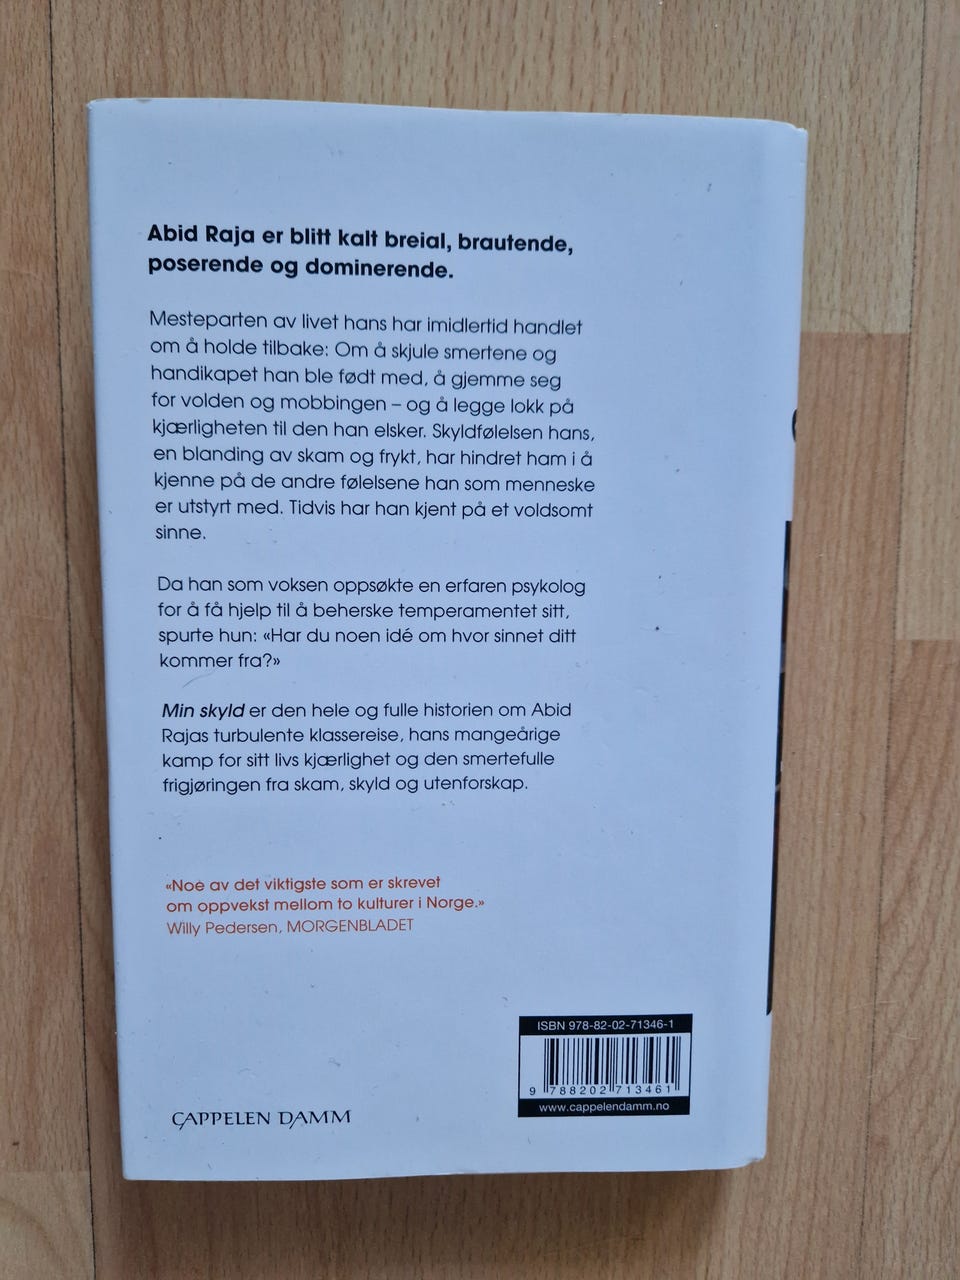 Abid Raja er blitt kalt breial, brautende,
poserende og dominerende.
Mesteparten av livet hans har imidlertid handlet
om å holde tilbake: Om å skjule smertene og
handikapet han ble født med, å gjemme seg
for volden og mobbingen – og å legge lokk på
kjærligheten til den han elsker. Skyldfølelsen hans,
en blanding av skam og frykt, har hindret ham i å
kjenne på de andre følelsene han som menneske
er utstyrt med. Tidvis har han kjent på et voldsomt
sinne.
Da han som voksen oppsøkte en erfaren psykolog
for å få hjelp til å beherske temperamentet sitt,
spurte hun: «Har du noen idé om hvor sinnet ditt
kommer fra?»
Min skyld er den hele og fulle historien om Abid
Rajas turbulente klassereise, hans mangeårige
kamp for sitt livs kjærlighet og den smertefulle
frigjøringen fra skam, skyld og utenforskap.
«Noe av det viktigste som er skrevet
om oppvekst mellom to kulturer i Norge.»
Willy Pedersen, MORGENBLADET
ISBN 978-82-02-71346-1
9 788202 713461
www.cappelendamm.no
CAPPELEN DAMM